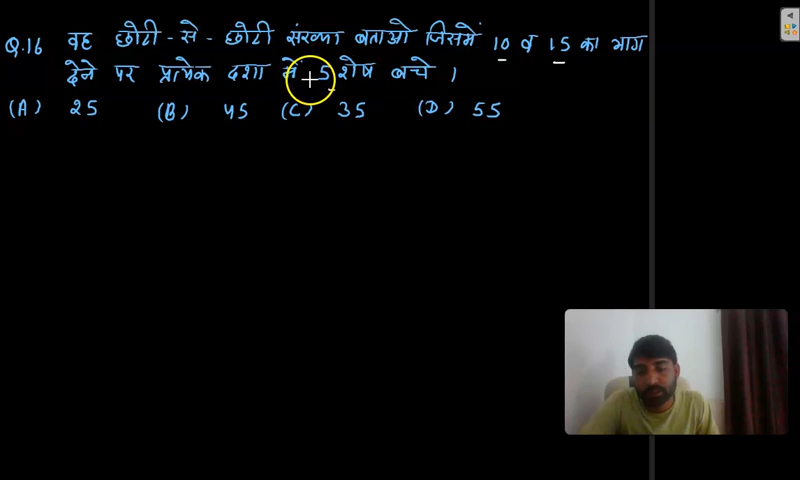 Q.16 वह छोटी-से-छोटी संख्या बताओ जिसमें 10 व 15 का भाग
देने पर प्रत्येक दशा में 5 शेष बचे ।
(A) 25 (B) 45 (C) 35 (D) 55